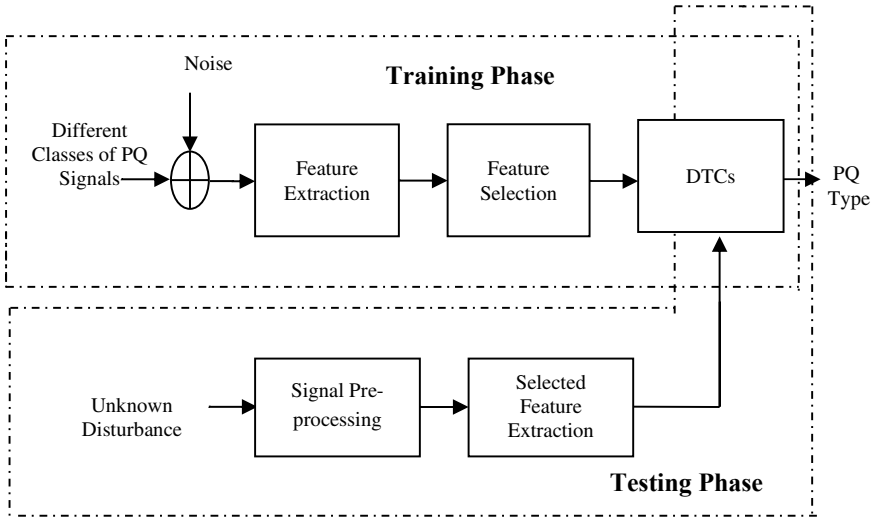 Noise
Training Phase
Different
Classes of PQ
Signals
Feature
Extraction
Feature
Selection
DTCs
PQ
Type
Unknown
Disturbance
Signal Pre-
processing
Selected
Feature
Extraction
Testing Phase